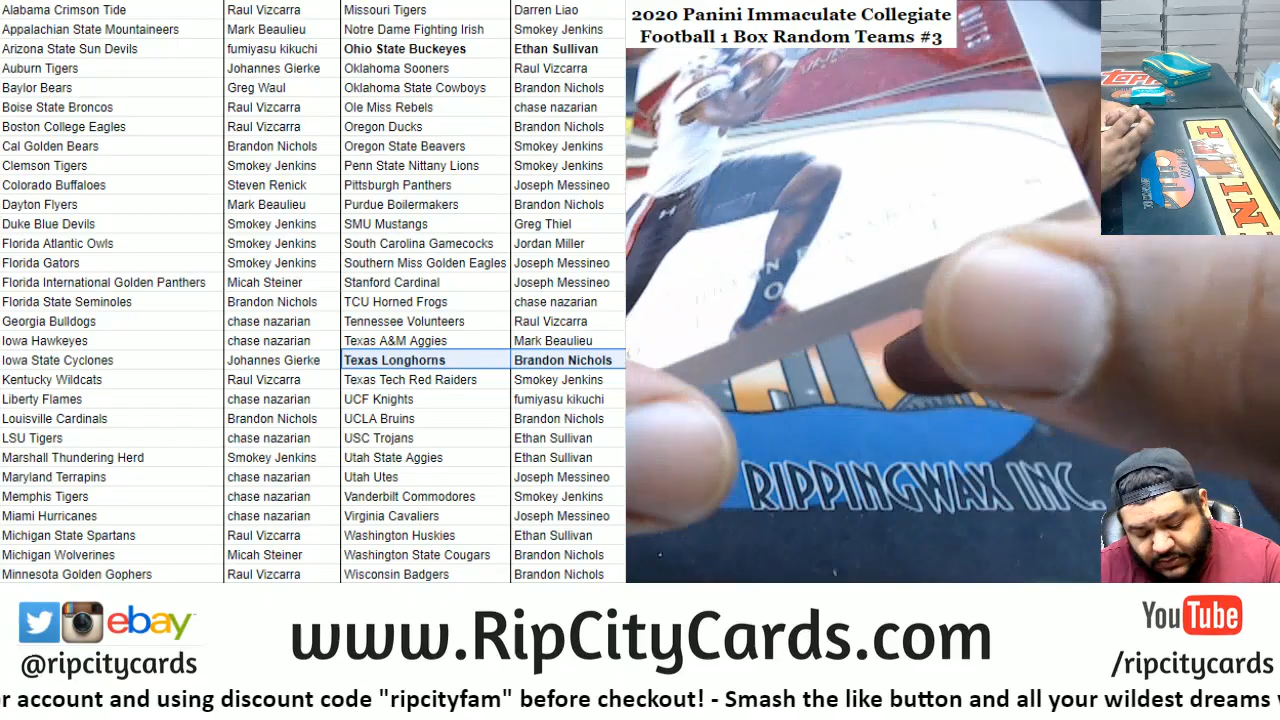 Alabama Crimson Tide Raul Vizcarra Missouri Tigers Darren Liao
Appalachian State Mountaineers Mark Beaulieu Notre Dame Fighting Irish Smokey Jenkins
Arizona State Sun Devils fumiyasu kikuchi Ohio State Buckeyes Ethan Sullivan
Auburn Tigers Johannes Gierke Oklahoma Sooners Raul Vizcarra
Baylor Bears Greg Waul Oklahoma State Cowboys Brandon Nichols
Boise State Broncos Raul Vizcarra Ole Miss Rebels chase nazarian
Boston College Eagles Raul Vizcarra Oregon Ducks Brandon Nichols
Cal Golden Bears Brandon Nichols Oregon State Beavers Smokey Jenkins
Clemson Tigers Smokey Jenkins Penn State Nittany Lions Smokey Jenkins
Colorado Buffaloes Steven Renick Pittsburgh Panthers Joseph Messineo
Dayton Flyers Mark Beaulieu Purdue Boilermakers Brandon Nichols
Duke Blue Devils Smokey Jenkins SMU Mustangs Greg Thiel
Florida Atlantic Owls Smokey Jenkins South Carolina Gamecocks Jordan Miller
Florida Gators Smokey Jenkins Southern Miss Golden Eagles Joseph Messineo
Florida International Golden Panthers Micah Steiner Stanford Cardinal Joseph Messineo
Florida State Seminoles Brandon Nichols TCU Horned Frogs chase nazarian
Georgia Bulldogs chase nazarian Tennessee Volunteers Raul Vizcarra
Iowa Hawkeyes chase nazarian Texas A&M Aggies Mark Beaulieu
Iowa State Cyclones Johannes Gierke Texas Longhorns Brandon Nichols
Kentucky Wildcats Raul Vizcarra Texas Tech Red Raiders Smokey Jenkins
Liberty Flames chase nazarian UCF Knights fumiyasu kikuchi
Louisville Cardinals Brandon Nichols UCLA Bruins Brandon Nichols
LSU Tigers chase nazarian USC Trojans Ethan Sullivan
Marshall Thundering Herd Smokey Jenkins Utah State Aggies Ethan Sullivan
Maryland Terrapins chase nazarian Utah Utes Joseph Messineo
Memphis Tigers chase nazarian Vanderbilt Commodores Smokey Jenkins
Miami Hurricanes chase nazarian Virginia Cavaliers Joseph Messineo
Michigan State Spartans Raul Vizcarra Washington Huskies Ethan Sullivan
Michigan Wolverines Micah Steiner Washington State Cougars Brandon Nichols
Minnesota Golden Gophers Raul Vizcarra Wisconsin Badgers Brandon Nichols
2020 Panini Immaculate Collegiate
Football 1 Box Random Teams #3
RIPPINGWAX INC.
ebay
@ripcitycards
www.RipCityCards.com
You Tube
/ripcitycards
r account and using discount code "ripcityfam" before checkout! - Smash the like button and all your wildest dreams